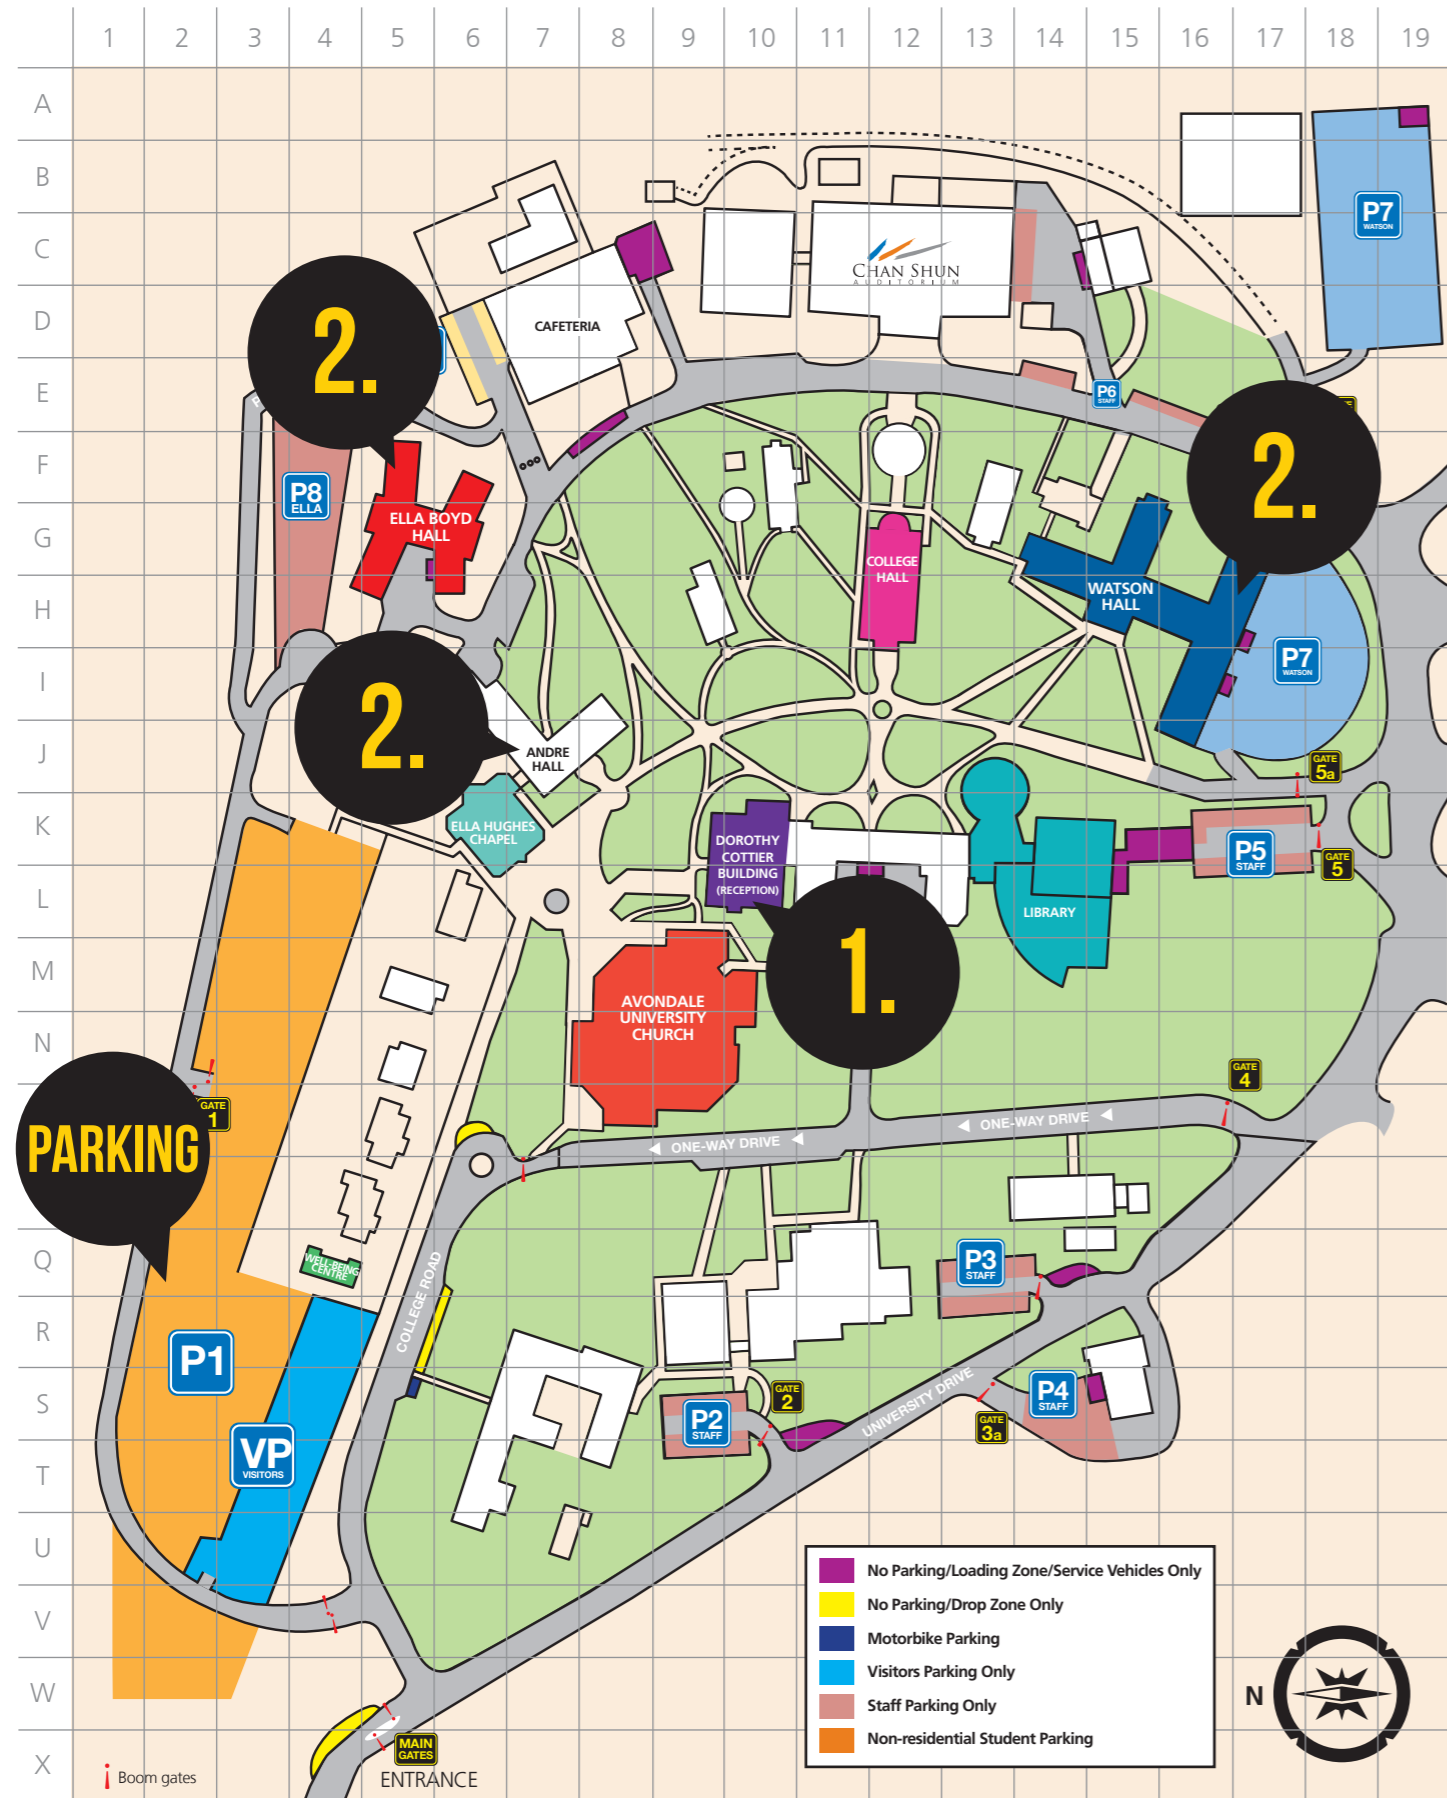 1 2 3 4 5 6 7 8 9 10 11 12 13 14 15 16 17 18 19
A
B
C
D
E
F
G
H
I
J
K
L
M
N
Q
R
S
T
U
V
W
X
P7
WATSON
CHAN SHUN
AUDITORIUM
CAFETERIA
2.
P6
STAFF
2.
P8
ELLA
ELLA BOYD
HALL
COLLEGE
HALL
WATSON
HALL
P7
WATSON
2.
ANDRE
HALL
GATE
5a
ELLA HUGHES
CHAPEL
DOROTHY
COTTIER
BUILDING
(RECEPTION)
P5
STAFF
GATE
5
LIBRARY
1.
AVONDALE
UNIVERSITY
CHURCH
GATE
4
GATE
1
PARKING
ONE-WAY DRIVE
ONE-WAY DRIVE
WELL-BEING
CENTRE
COLLEGE ROAD
P3
STAFF
P1
VP
VISITORS
P2
STAFF
GATE
2
UNIVERSITY DRIVE
P4
STAFF
GATE
3a
No Parking/Loading Zone/Service Vehicles Only
No Parking/Drop Zone Only
Motorbike Parking
Visitors Parking Only
Staff Parking Only
Non-residential Student Parking
N
MAIN
GATES
ENTRANCE
Boom gates